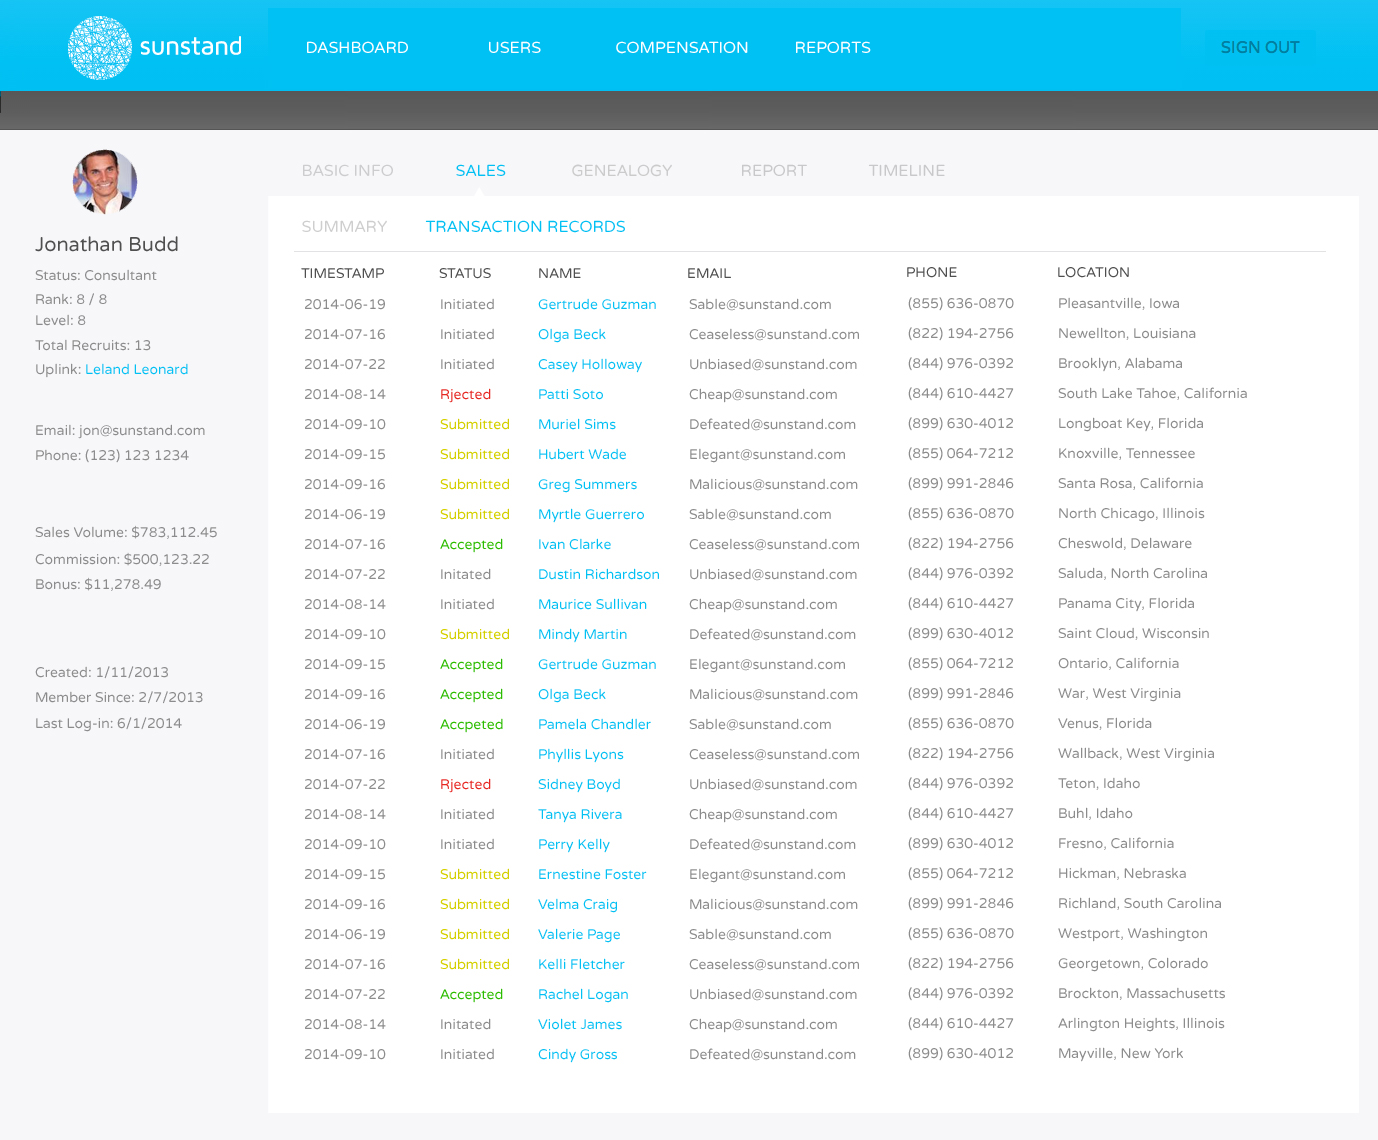 sunstand DASHBOARD USERS COMPENSATION REPORTS SIGN OUT
BASIC INFO SALES GENEALOGY REPORT TIMELINE
Jonathan Budd
Status: Consultant
Rank: 8 / 8
Level: 8
Total Recruits: 13
Uplink: Leland Leonard
Email: jon@sunstand.com
Phone: (123) 123 1234
Sales Volume: $783,112.45
Commission: $500,123.22
Bonus: $11,278.49
Created: 1/11/2013
Member Since: 2/7/2013
Last Log-in: 6/1/2014
SUMMARY TRANSACTION RECORDS
TIMESTAMP STATUS NAME EMAIL PHONE LOCATION
2014-06-19 Initiated Gertrude Guzman Sable@sunstand.com (855) 636-0870 Pleasantville, Iowa
2014-07-16 Initiated Olga Beck Ceaseless@sunstand.com (822) 194-2756 Newellton, Louisiana
2014-07-22 Initiated Casey Holloway Unbiased@sunstand.com (844) 976-0392 Brooklyn, Alabama
2014-08-14 Rjected Patti Soto Cheap@sunstand.com (844) 610-4427 South Lake Tahoe, California
2014-09-10 Submitted Muriel Sims Defeated@sunstand.com (899) 630-4012 Longboat Key, Florida
2014-09-15 Submitted Hubert Wade Elegant@sunstand.com (855) 064-7212 Knoxville, Tennessee
2014-09-16 Submitted Greg Summers Malicious@sunstand.com (899) 991-2846 Santa Rosa, California
2014-06-19 Submitted Myrtle Guerrero Sable@sunstand.com (855) 636-0870 North Chicago, Illinois
2014-07-16 Accepted Ivan Clarke Ceaseless@sunstand.com (822) 194-2756 Cheswold, Delaware
2014-07-22 Initated Dustin Richardson Unbiased@sunstand.com (844) 976-0392 Saluda, North Carolina
2014-08-14 Initiated Maurice Sullivan Cheap@sunstand.com (844) 610-4427 Panama City, Florida
2014-09-10 Submitted Mindy Martin Defeated@sunstand.com (899) 630-4012 Saint Cloud, Wisconsin
2014-09-15 Accepted Gertrude Guzman Elegant@sunstand.com (855) 064-7212 Ontario, California
2014-09-16 Accepted Olga Beck Malicious@sunstand.com (899) 991-2846 War, West Virginia
2014-06-19 Accpeted Pamela Chandler Sable@sunstand.com (855) 636-0870 Venus, Florida
2014-07-16 Initiated Phyllis Lyons Ceaseless@sunstand.com (822) 194-2756 Wallback, West Virginia
2014-07-22 Rjected Sidney Boyd Unbiased@sunstand.com (844) 976-0392 Teton, Idaho
2014-08-14 Initiated Tanya Rivera Cheap@sunstand.com (844) 610-4427 Buhl, Idaho
2014-09-10 Initiated Perry Kelly Defeated@sunstand.com (899) 630-4012 Fresno, California
2014-09-15 Submitted Ernestine Foster Elegant@sunstand.com (855) 064-7212 Hickman, Nebraska
2014-09-16 Submitted Velma Craig Malicious@sunstand.com (899) 991-2846 Richland, South Carolina
2014-06-19 Submitted Valerie Page Sable@sunstand.com (855) 636-0870 Westport, Washington
2014-07-16 Submitted Kelli Fletcher Ceaseless@sunstand.com (822) 194-2756 Georgetown, Colorado
2014-07-22 Accepted Rachel Logan Unbiased@sunstand.com (844) 976-0392 Brockton, Massachusetts
2014-08-14 Initated Violet James Cheap@sunstand.com (844) 610-4427 Arlington Heights, Illinois
2014-09-10 Initiated Cindy Gross Defeated@sunstand.com (899) 630-4012 Mayville, New York